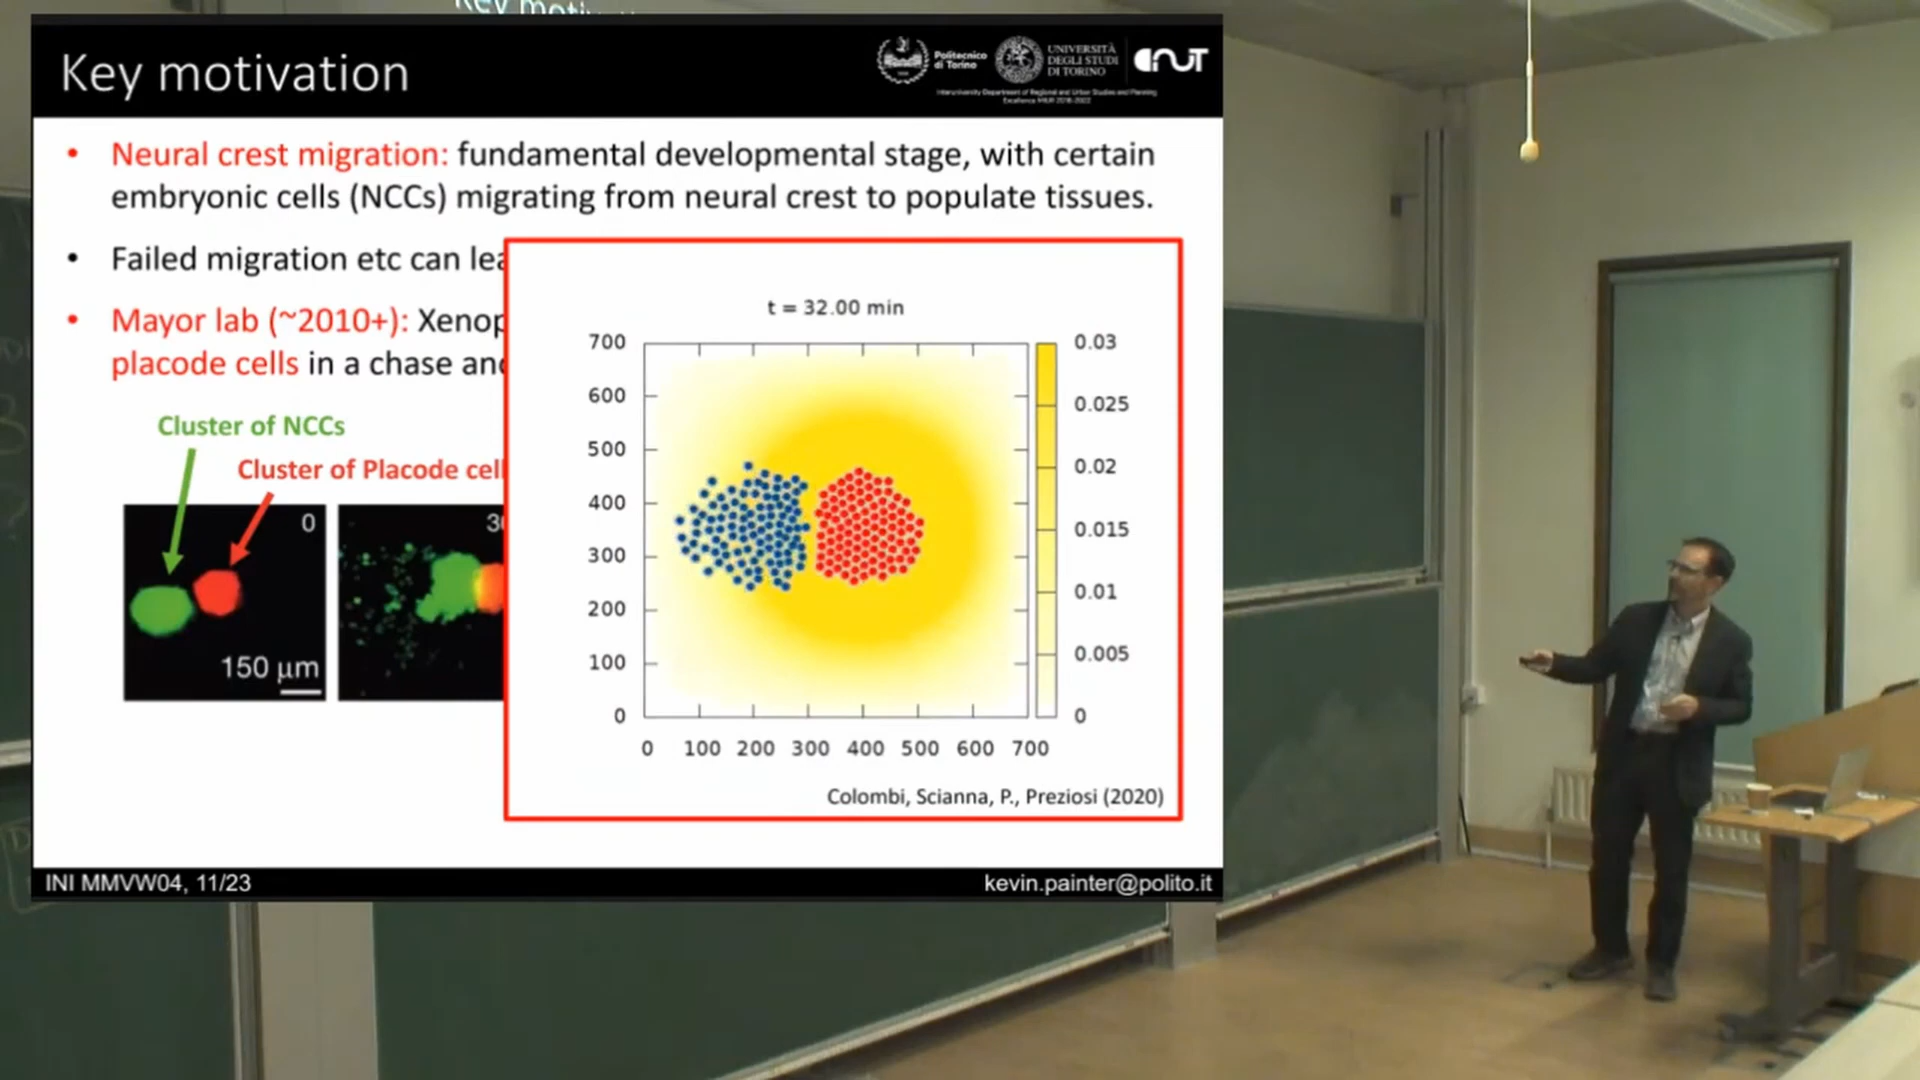 Key motivation
Politecnico
di Torino
UNIVERSITÀ
DEGLI STUDI
DI TORINO
Interuniversity Department of Regional and Urban Studies and Planning
Excellence MIUR 2018-2022
Neural crest migration: fundamental developmental stage, with certain
embryonic cells (NCCs) migrating from neural crest to populate tissues.
Failed migration etc can lea
Mayor lab (~2010+): Xenop
placode cells in a chase and
Cluster of NCCs
Cluster of Placode cell
0
30
150 μm
t = 32.00 min
700
600
500
400
300
200
100
0
0 100 200 300 400 500 600 700
0.03
0.025
0.02
0.015
0.01
0.005
0
Colombi, Scianna, P., Preziosi (2020)
INI MMVW04, 11/23
kevin.painter@polito.it